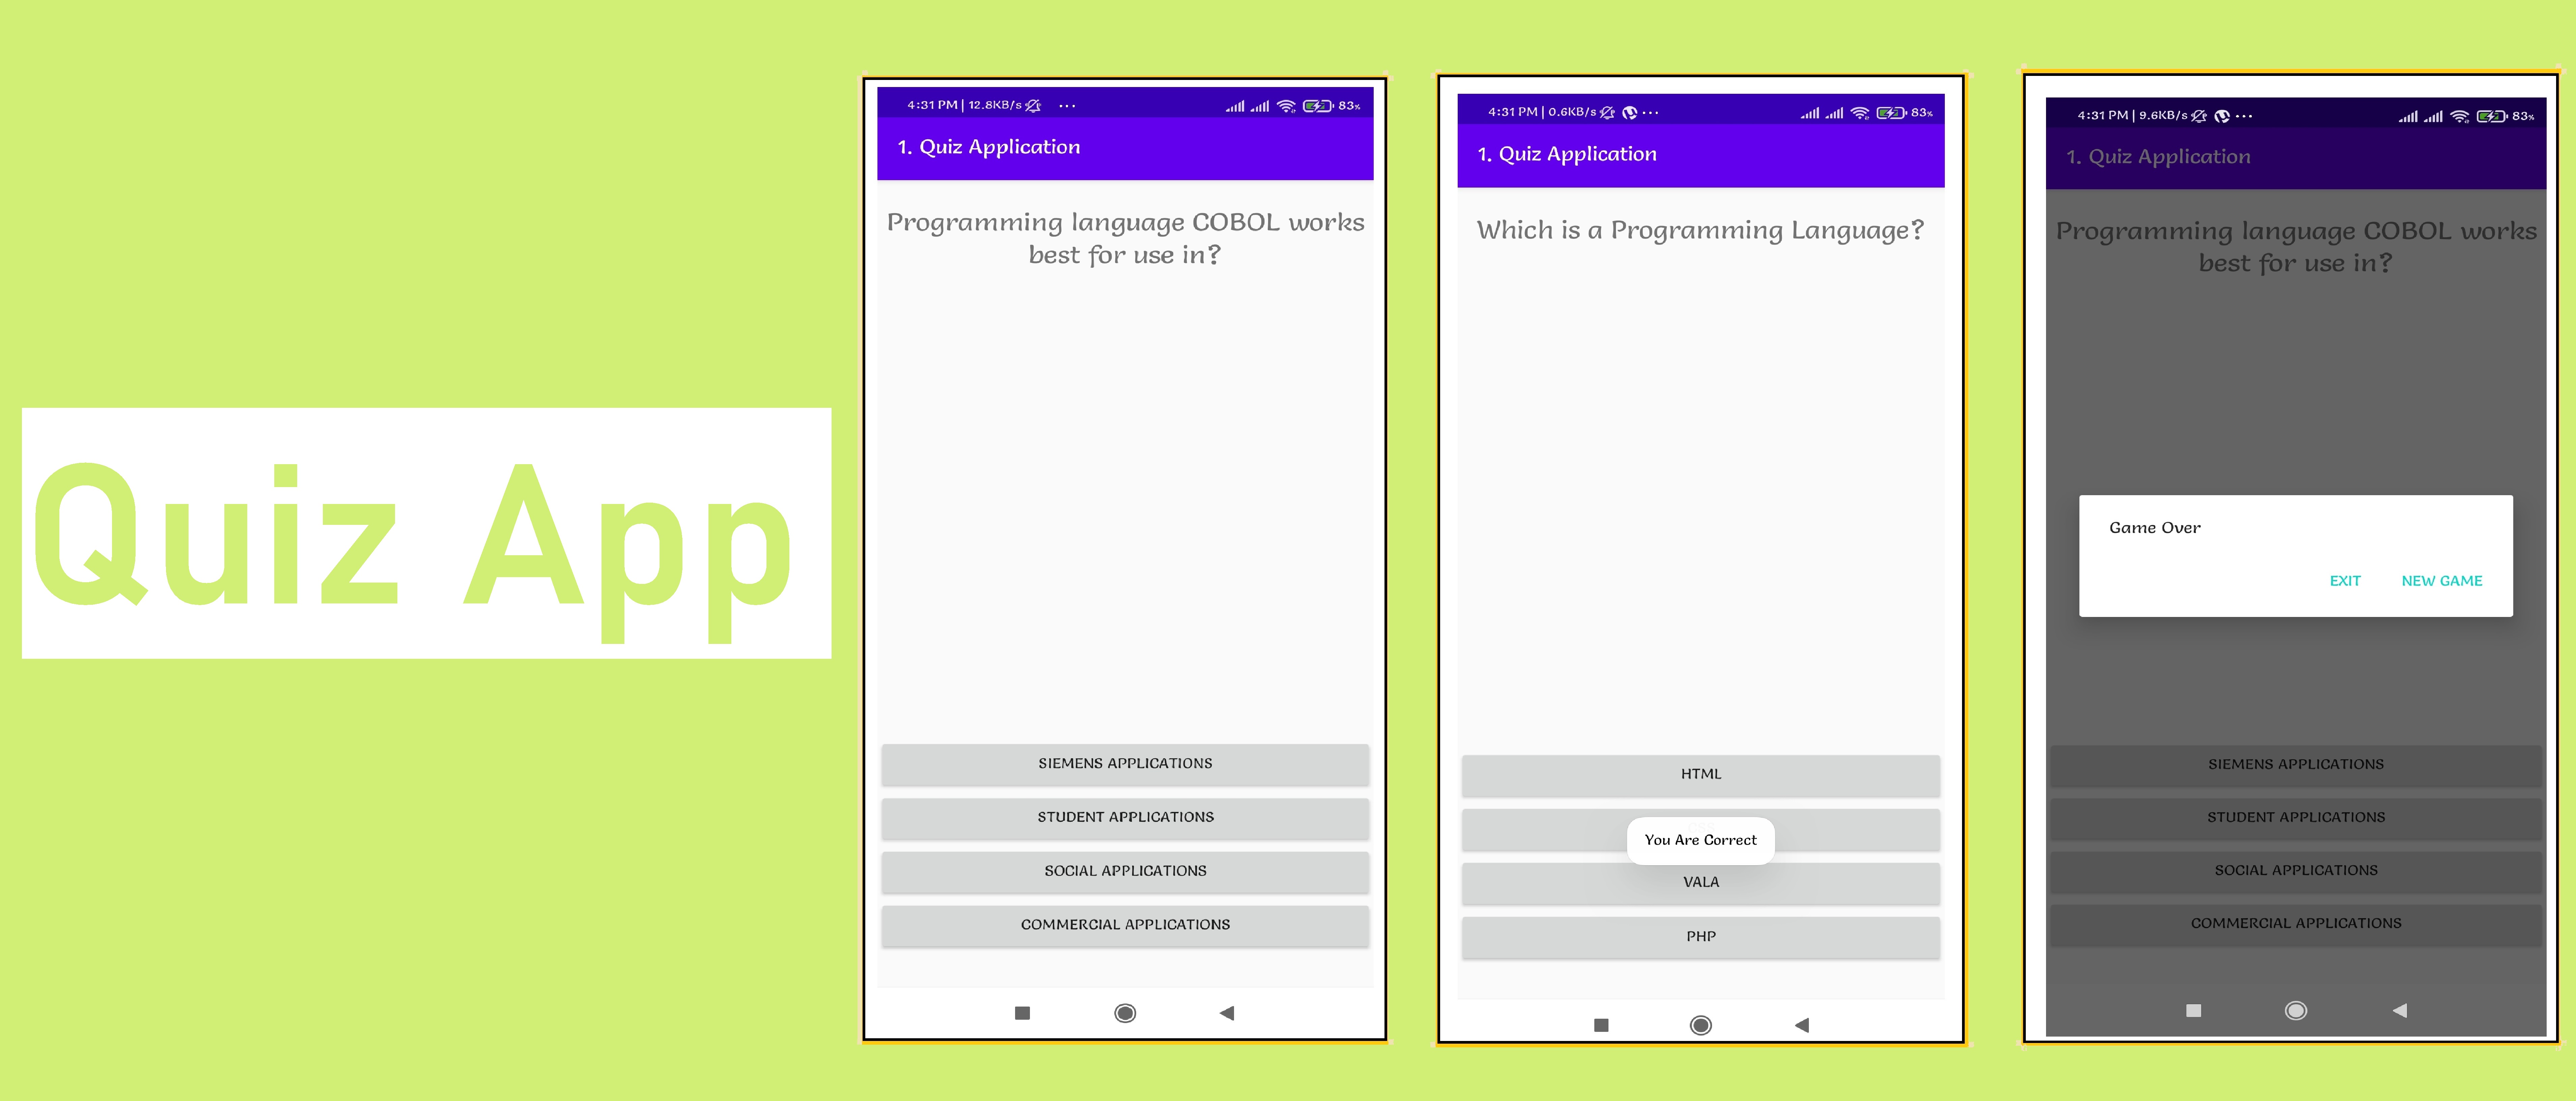 Quiz App
4:31 PM | 12.8KB/s ... 83%
1. Quiz Application
Programming language COBOL works
best for use in?
SIEMENS APPLICATIONS
STUDENT APPLICATIONS
SOCIAL APPLICATIONS
COMMERCIAL APPLICATIONS
4:31 PM | 0.6KB/s ... 83%
1. Quiz Application
Which is a Programming Language?
HTML
You Are Correct
VALA
PHP
4:31 PM | 9.6KB/s ... 83%
1. Quiz Application
Programming language COBOL works
best for use in?
Game Over
EXIT NEW GAME
SIEMENS APPLICATIONS
STUDENT APPLICATIONS
SOCIAL APPLICATIONS
COMMERCIAL APPLICATIONS